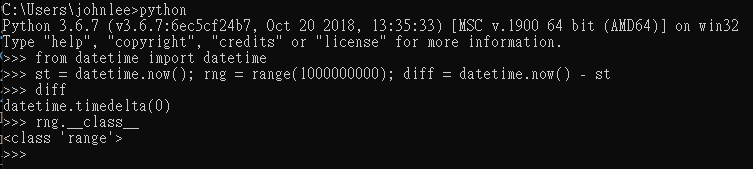 C:\Users\johnlee>python
Python 3.6.7 (v3.6.7:6ec5cf24b7, Oct 20 2018, 13:35:33) [MSC v.1900 64 bit (AMD64)] on win32
Type "help", "copyright", "credits" or "license" for more information.
>>> from datetime import datetime
>>> st = datetime.now(); rng = range(1000000000); diff = datetime.now() - st
>>> diff
datetime.timedelta(0)
>>> rng.__class__
<class 'range'>
>>>